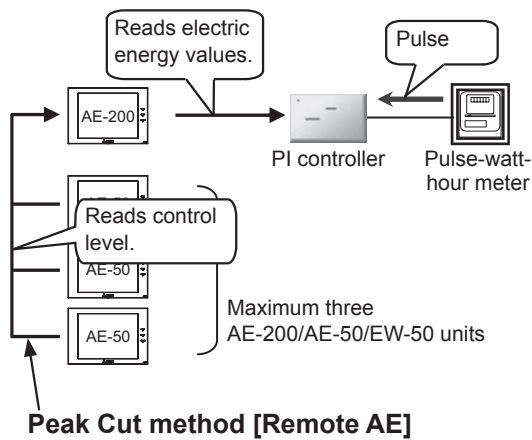 Reads electric
energy values.
Pulse
AE-200
PI controller
Pulse-watt-
hour meter
Reads control
level.
AE-50
AE-50
Maximum three
AE-200/AE-50/EW-50 units
Peak Cut method [Remote AE]